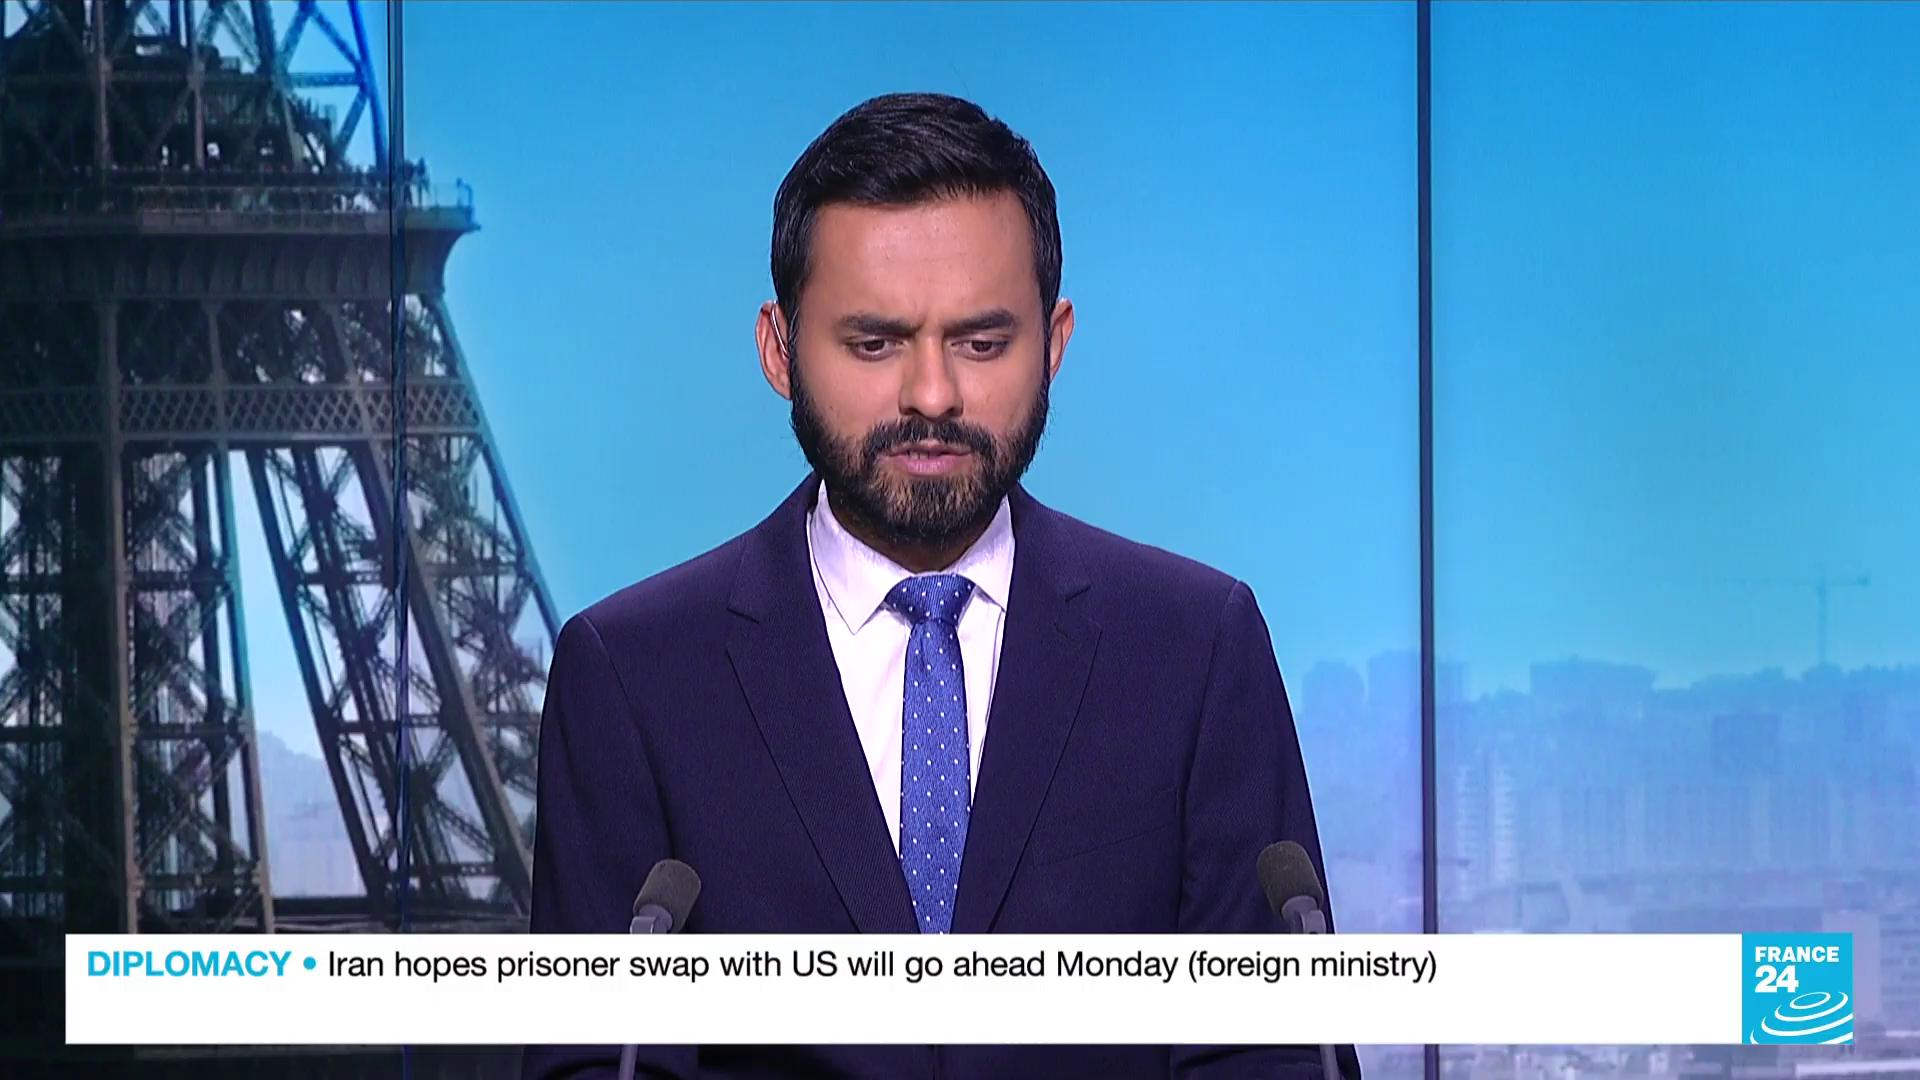 DIPLOMACY • Iran hopes prisoner swap with US will go ahead Monday (foreign ministry)
FRANCE
24